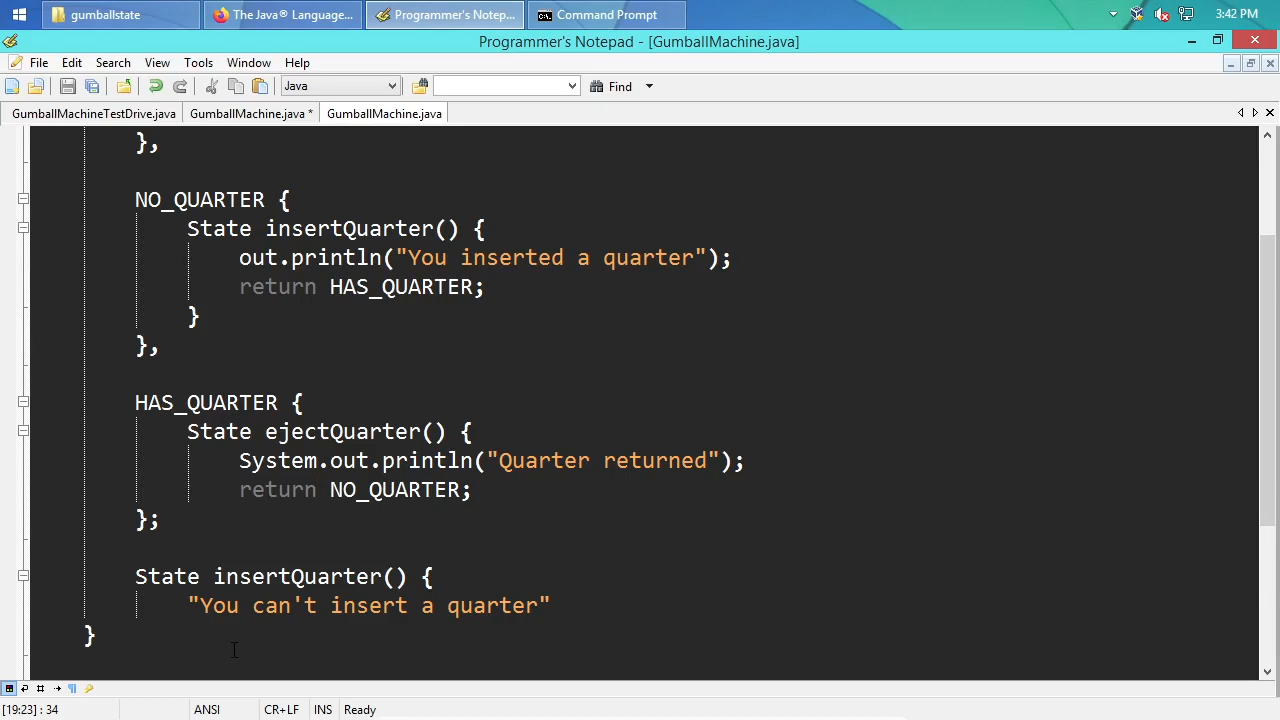 gumballstate
The Java® Language...
Programmer's Notep...
Command Prompt
3:42 PM
Programmer's Notepad - [GumballMachine.java]
File Edit Search View Tools Window Help
Java
Find
GumballMachineTestDrive.java
GumballMachine.java *
GumballMachine.java
},
NO_QUARTER {
State insertQuarter() {
out.println("You inserted a quarter");
return HAS_QUARTER;
}
},
HAS_QUARTER {
State ejectQuarter() {
System.out.println("Quarter returned");
return NO_QUARTER;
};
State insertQuarter() {
"You can't insert a quarter"
}
[19:23] : 34
ANSI
CR+LF
INS
Ready